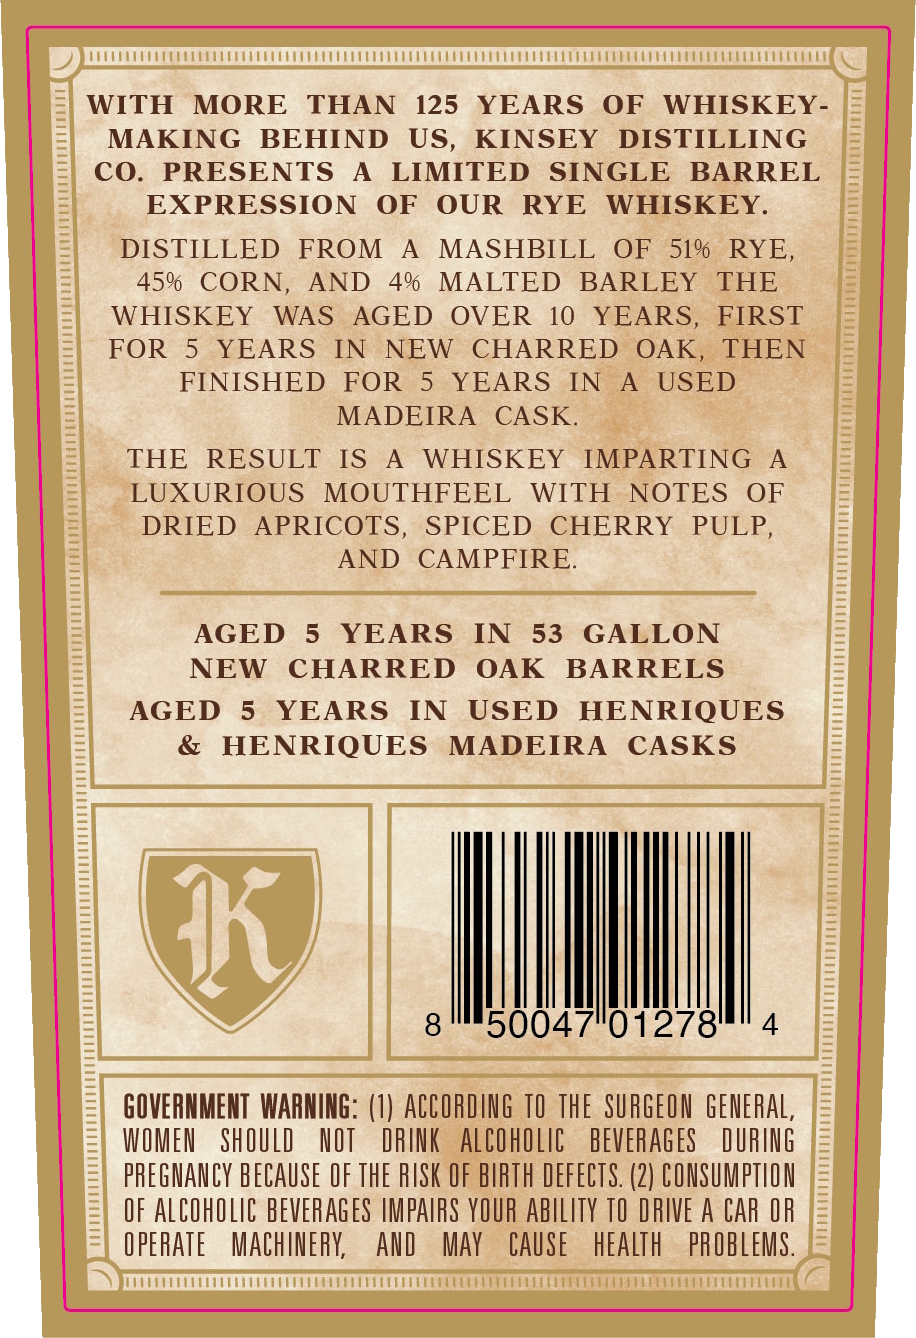 WITH MORE THAN 125 YEARS OF WHISKEY-
MAKING BEHIND US, KINSEY DISTILLING
CO. PRESENTS A LIMITED SINGLE BARREL
EXPRESSION OF OUR RYE WHISKEY.
DISTILLED FROM A MASHBILL OF 51% RYE,
45% CORN, AND 4% MALTED BARLEY THE
WHISKEY WAS AGED OVER 10 YEARS, FIRST
FOR 5 YEARS IN NEW CHARRED OAK, THEN
FINISHED FOR 5 YEARS IN A USED
MADEIRA CASK.
THE RESULT IS A WHISKEY IMPARTING A
LUXURIOUS MOUTHFEEL WITH NOTES OF
DRIED APRICOTS, SPICED CHERRY PULP,
AND CAMPFIRE.
AGED 5 YEARS IN 53 GALLON
NEW CHARRED OAK BARRELS
AGED 5 YEARS IN USED HENRIQUES
& HENRIQUES MADEIRA CASKS
K
8 50047 01278 4
GOVERNMENT WARNING: (1) ACCORDING TO THE SURGEON GENERAL,
WOMEN SHOULD NOT DRINK ALCOHOLIC BEVERAGES DURING
PREGNANCY BECAUSE OF THE RISK OF BIRTH DEFECTS. (2) CONSUMPTION
OF ALCOHOLIC BEVERAGES IMPAIRS YOUR ABILITY TO DRIVE A CAR OR
OPERATE MACHINERY, AND MAY CAUSE HEALTH PROBLEMS.